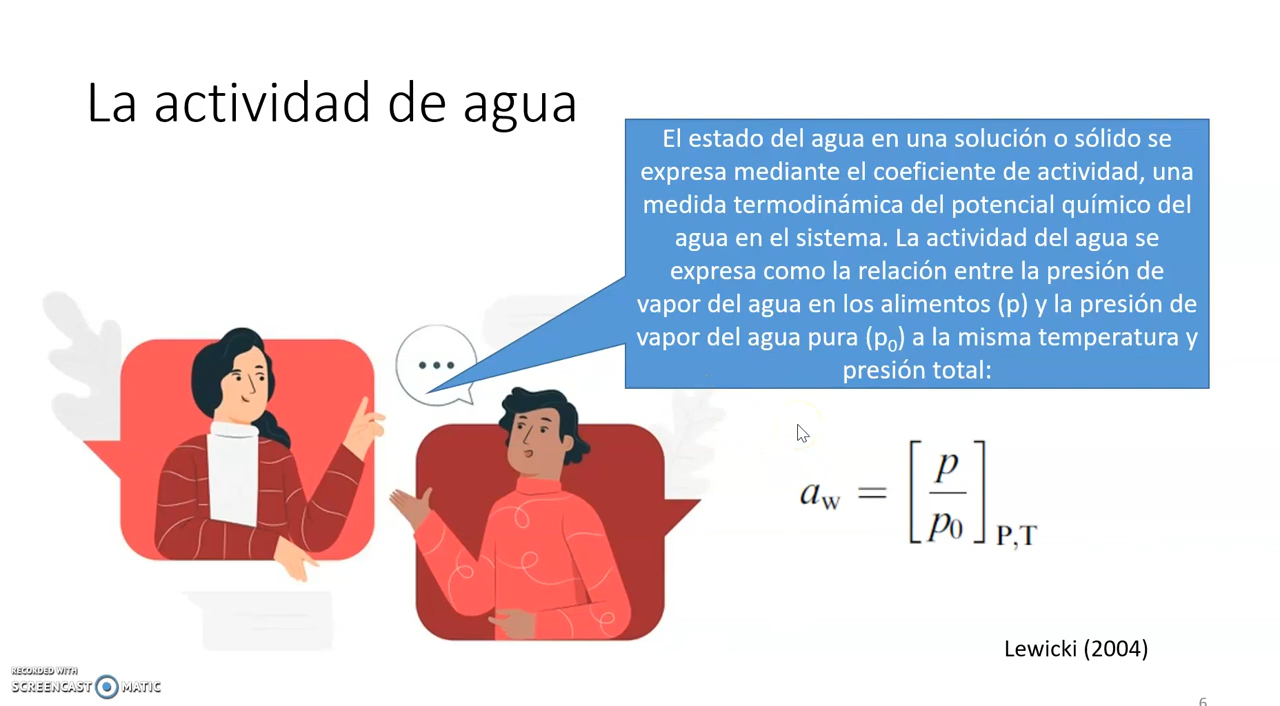 La actividad de agua
El estado del agua en una solución o sólido se
expresa mediante el coeficiente de actividad, una
medida termodinámica del potencial químico del
agua en el sistema. La actividad del agua se
expresa como la relación entre la presión de
vapor del agua en los alimentos (p) y la presión de
vapor del agua pura (p₀) a la misma temperatura y
presión total:
a_w = [p/p₀]_P,T
Lewicki (2004)
RECORDED WITH
SCREENCAST MATIC
6